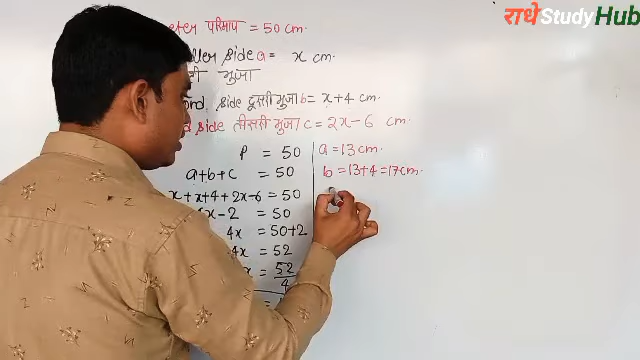 राधे Study Hub
परिमाप = 50 cm.
side a = x cm.
भुजा
side दूसरी भुजा b = x + 4 cm.
side तीसरी भुजा c = 2x - 6 cm.
P = 50
a + b + c = 50
x + x + 4 + 2x - 6 = 50
x - 2 = 50
4x = 50 + 2
4x = 52
x = 52/4
a = 13 cm.
b = 13 + 4 = 17 cm.